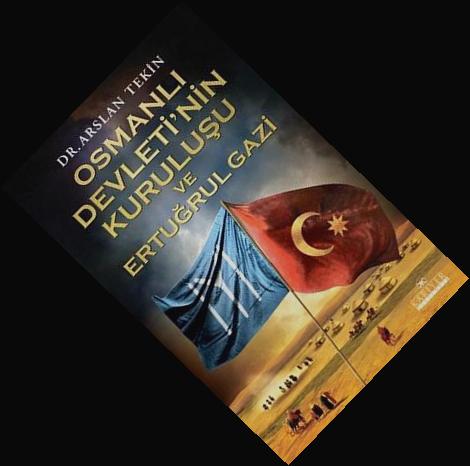 DR. ARSLAN TEKİN
OSMANLI
DEVLETİ'NİN
KURULUŞU
VE
ERTUĞRUL GAZİ